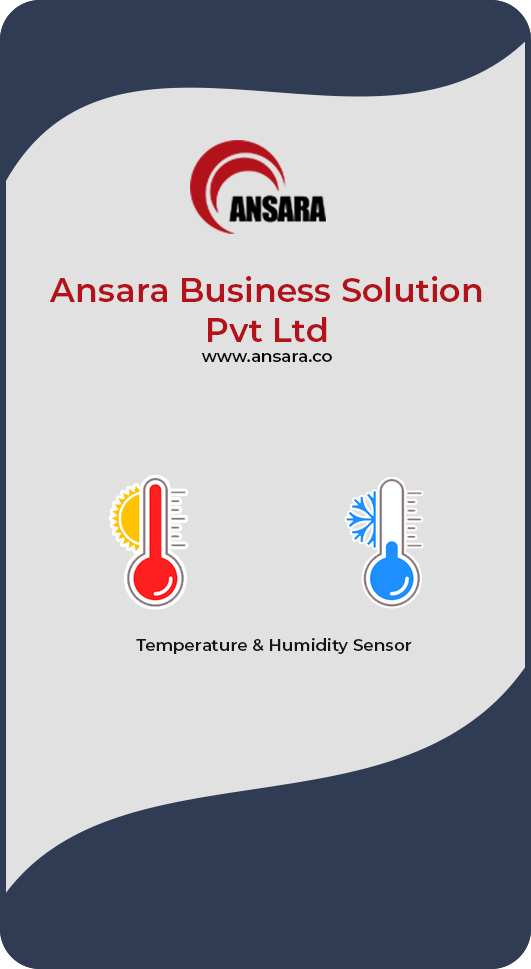 ANSARA
Ansara Business Solution
Pvt Ltd
www.ansara.co
Temperature & Humidity Sensor